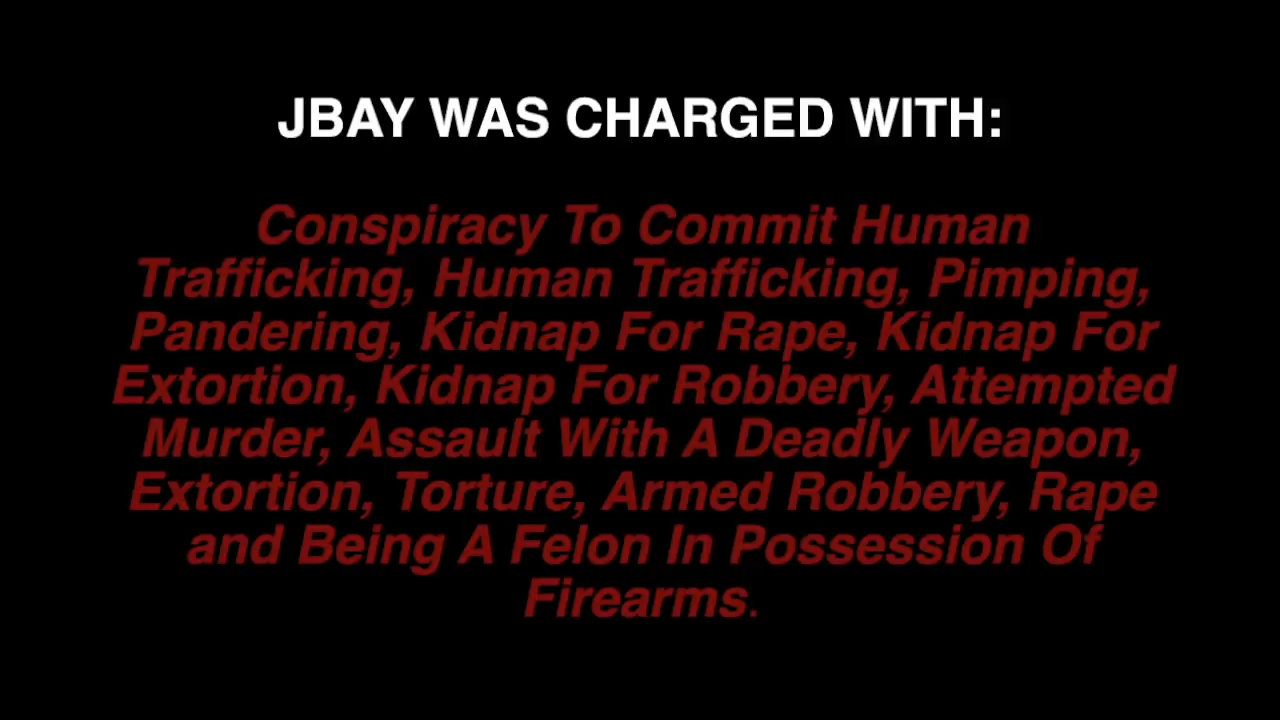 JBAY WAS CHARGED WITH:
Conspiracy To Commit Human
Trafficking, Human Trafficking, Pimping,
Pandering, Kidnap For Rape, Kidnap For
Extortion, Kidnap For Robbery, Attempted
Murder, Assault With A Deadly Weapon,
Extortion, Torture, Armed Robbery, Rape
and Being A Felon In Possession Of
Firearms.